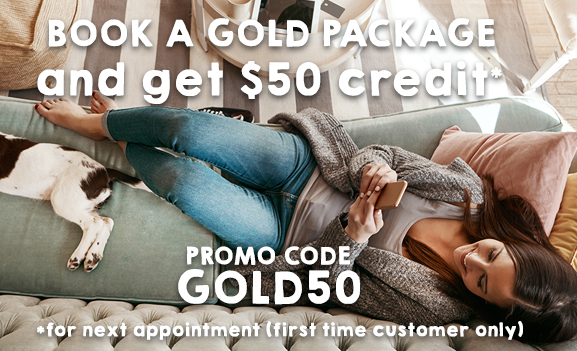 BOOK A GOLD PACKAGE
and get $50 credit*
PROMO CODE
GOLD50
*for next appointment (first time customer only)